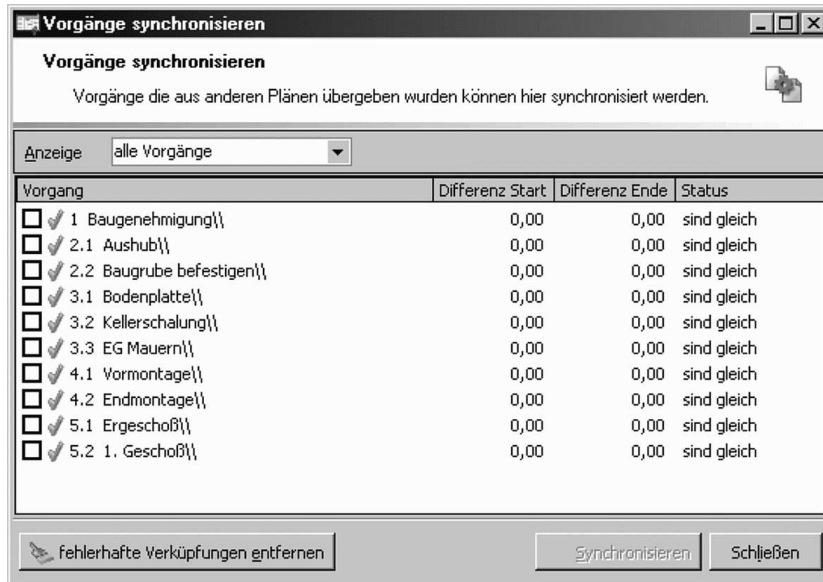 Vorgänge synchronisieren
Vorgänge synchronisieren
Vorgänge die aus anderen Plänen übergeben wurden können hier synchronisiert werden.
Anzeige alle Vorgänge
Vorgang Differenz Start Differenz Ende Status
1 Baugenehmigung\\ 0,00 0,00 sind gleich
2.1 Aushub\\ 0,00 0,00 sind gleich
2.2 Baugrube befestigen\\ 0,00 0,00 sind gleich
3.1 Bodenplatte\\ 0,00 0,00 sind gleich
3.2 Kellerschalung\\ 0,00 0,00 sind gleich
3.3 EG Mauern\\ 0,00 0,00 sind gleich
4.1 Vormontage\\ 0,00 0,00 sind gleich
4.2 Endmontage\\ 0,00 0,00 sind gleich
5.1 Ergeschoß\\ 0,00 0,00 sind gleich
5.2 1. Geschoß\\ 0,00 0,00 sind gleich
fehlerhafte Verküpfungen entfernen Synchronisieren Schließen